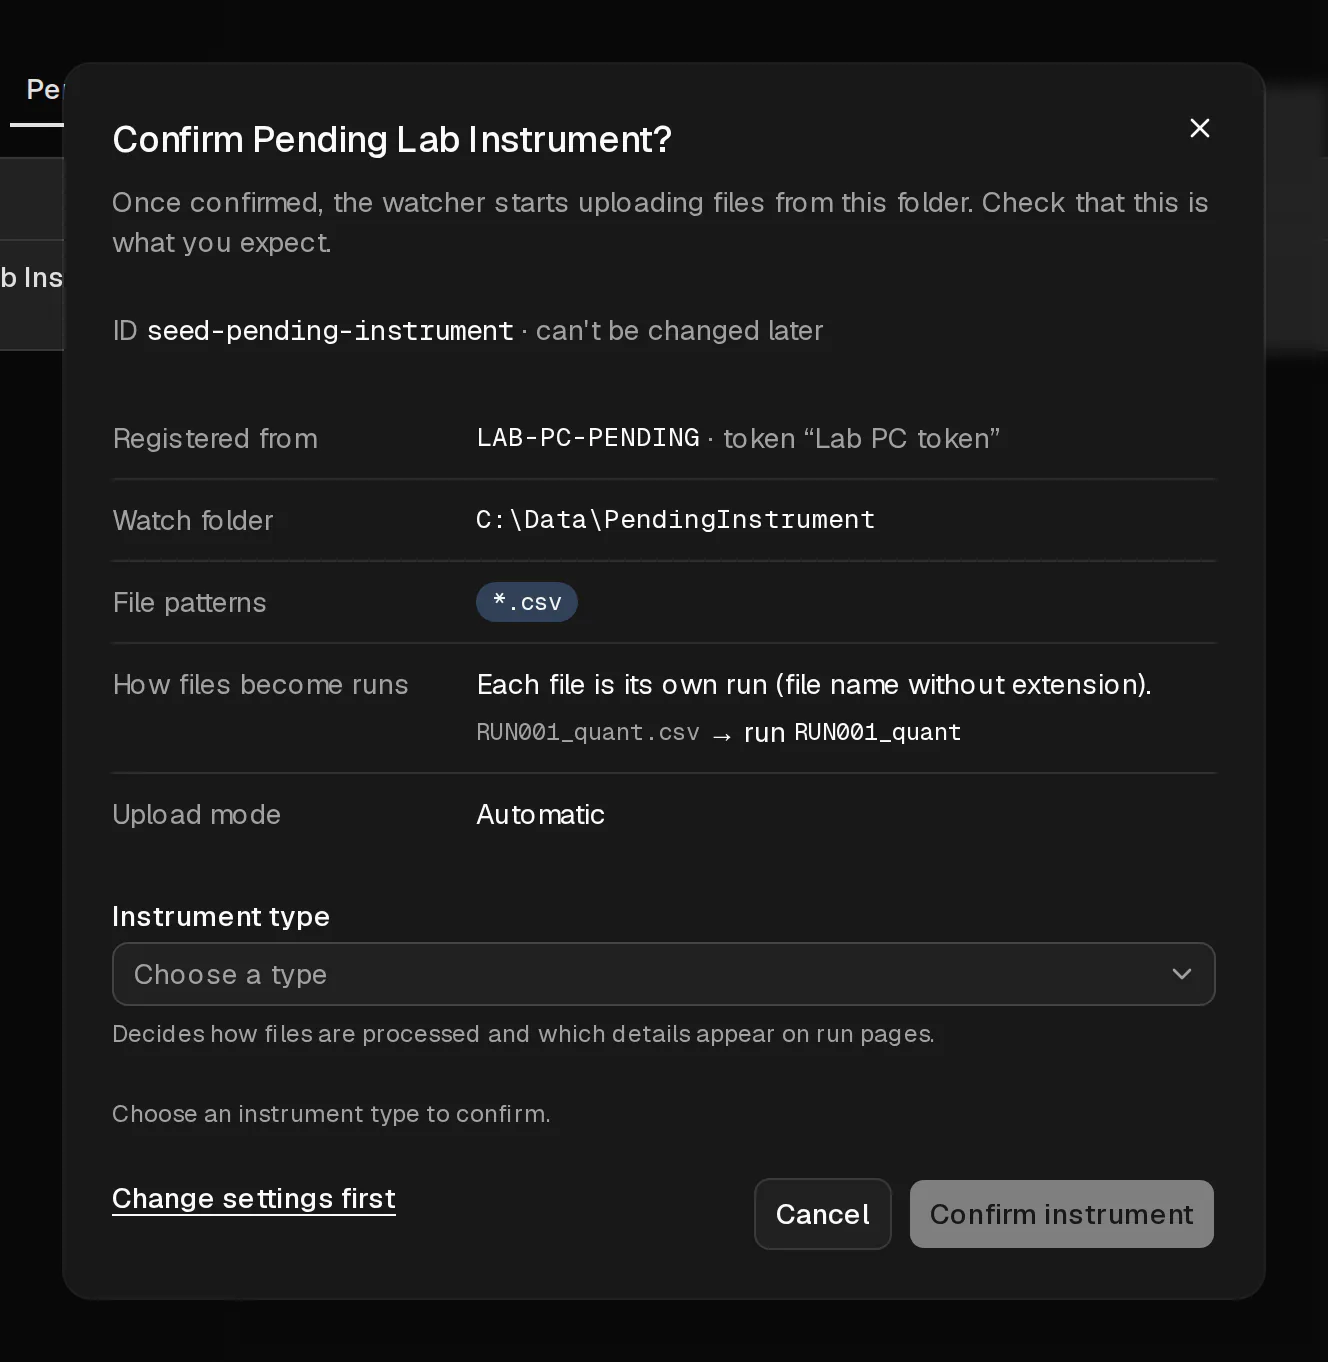 Pe
Confirm Pending Lab Instrument?
Once confirmed, the watcher starts uploading files from this folder. Check that this is
what you expect.
b Ins
ID seed-pending-instrument · can't be changed later
Registered from LAB-PC-PENDING · token “Lab PC token”
Watch folder C:\Data\PendingInstrument
File patterns *.csv
How files become runs Each file is its own run (file name without extension).
RUN001_quant.csv → run RUN001_quant
Upload mode Automatic
Instrument type
Choose a type
Decides how files are processed and which details appear on run pages.
Choose an instrument type to confirm.
Change settings first
Cancel Confirm instrument